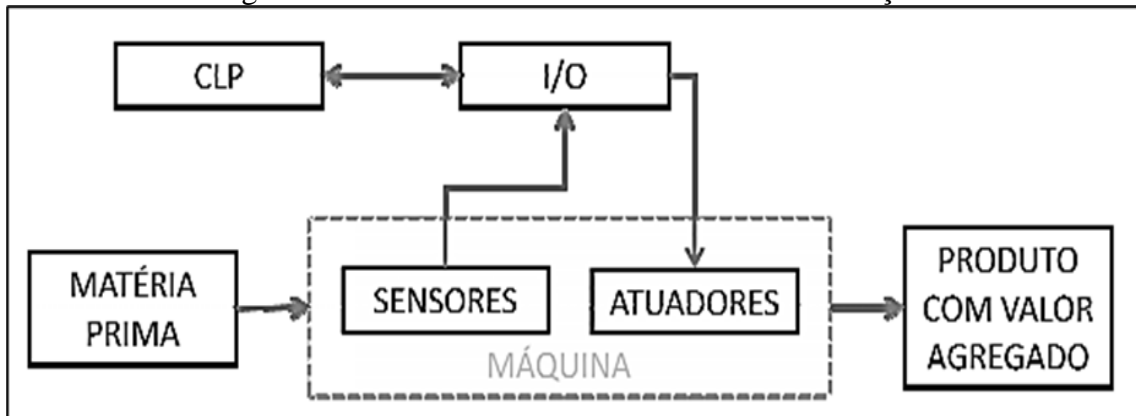 CLP
I/O
MATÉRIA
PRIMA
SENSORES
ATUADORES
MÁQUINA
PRODUTO
COM VALOR
AGREGADO